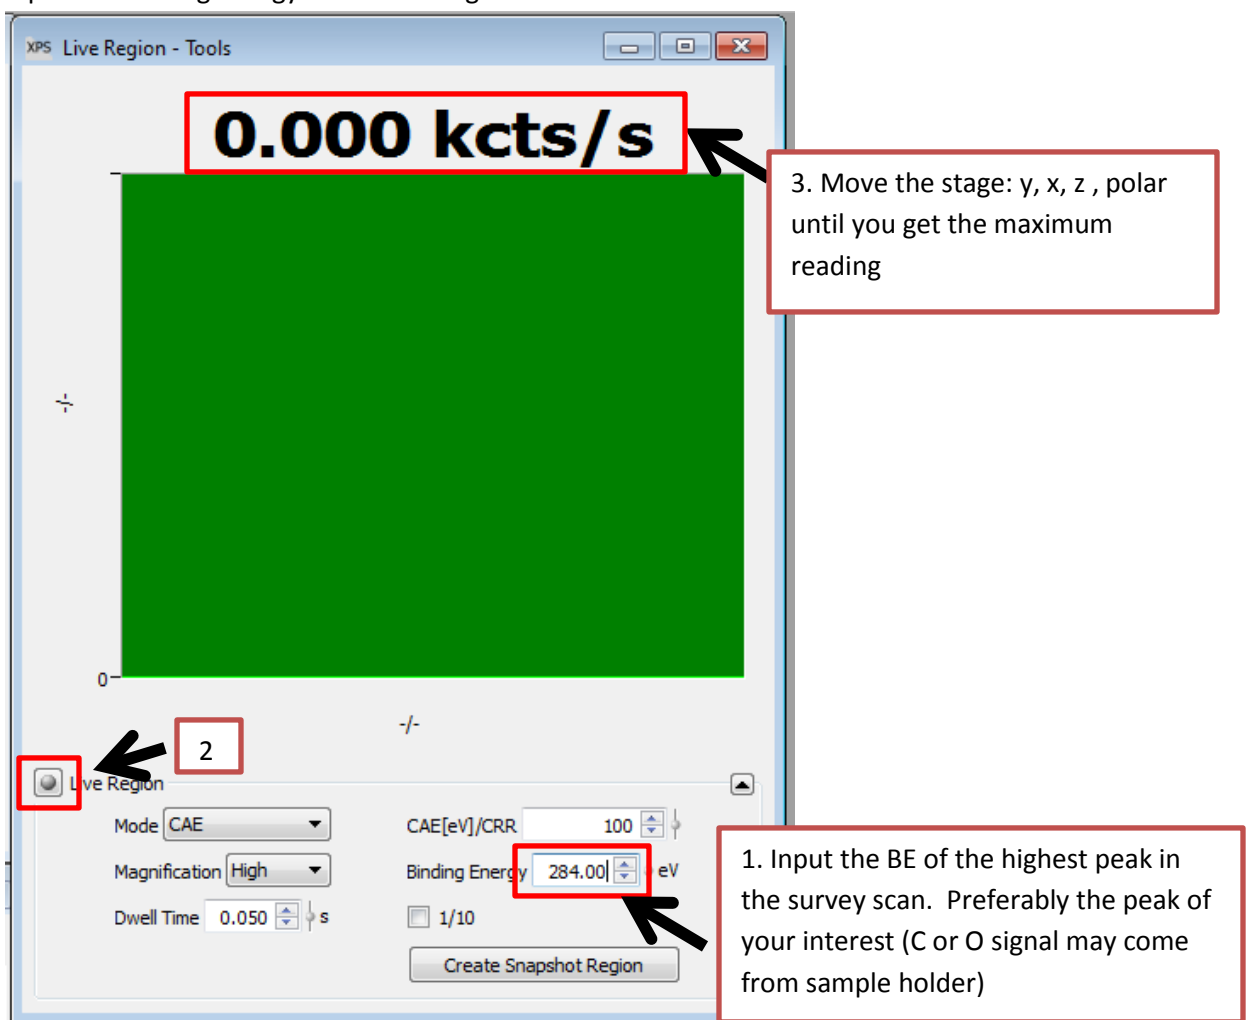 XPS Live Region - Tools
0.000 kcts/s
3. Move the stage: y, x, z , polar
until you get the maximum
reading
-/-
0
-/-
2
Live Region
Mode CAE
CAE[eV]/CRR 100
Magnification High
Binding Energy 284.00 eV
Dwell Time 0.050 s
1/10
Create Snapshot Region
1. Input the BE of the highest peak in
the survey scan. Preferably the peak of
your interest (C or O signal may come
from sample holder)